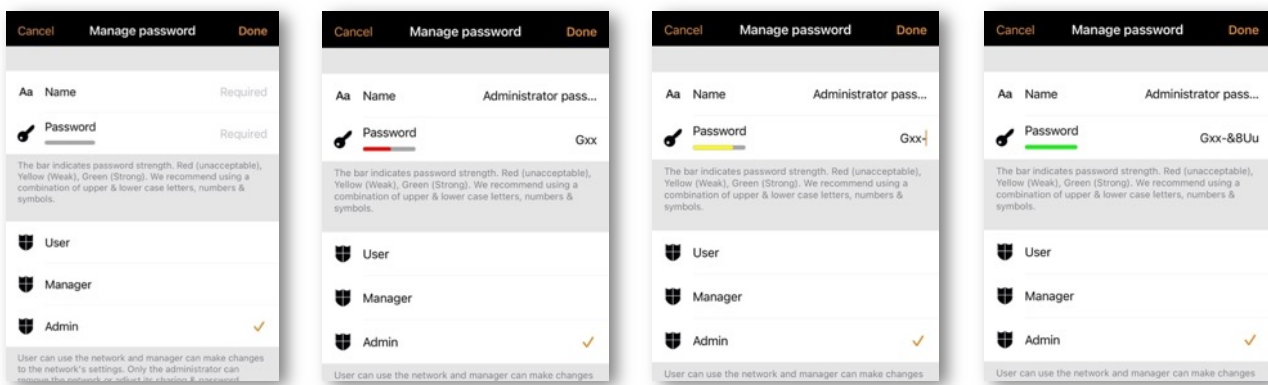 Cancel Manage password Done
Aa Name Required
Password Required
The bar indicates password strength. Red (unacceptable),
Yellow (Weak), Green (Strong). We recommend using a
combination of upper & lower case letters, numbers &
symbols.
User
Manager
Admin
User can use the network and manager can make changes
to the network's settings. Only the administrator can
remove the network or adjust its sharing & password
Cancel Manage password Done
Aa Name Administrator pass...
Password Gxx
The bar indicates password strength. Red (unacceptable),
Yellow (Weak), Green (Strong). We recommend using a
combination of upper & lower case letters, numbers &
symbols.
User
Manager
Admin
User can use the network and manager can make changes
Cancel Manage password Done
Aa Name Administrator pass...
Password Gxx-
The bar indicates password strength. Red (unacceptable),
Yellow (Weak), Green (Strong). We recommend using a
combination of upper & lower case letters, numbers &
symbols.
User
Manager
Admin
User can use the network and manager can make changes
Cancel Manage password Done
Aa Name Administrator pass...
Password Gxx-&8Uu
The bar indicates password strength. Red (unacceptable),
Yellow (Weak), Green (Strong). We recommend using a
combination of upper & lower case letters, numbers &
symbols.
User
Manager
Admin
User can use the network and manager can make changes